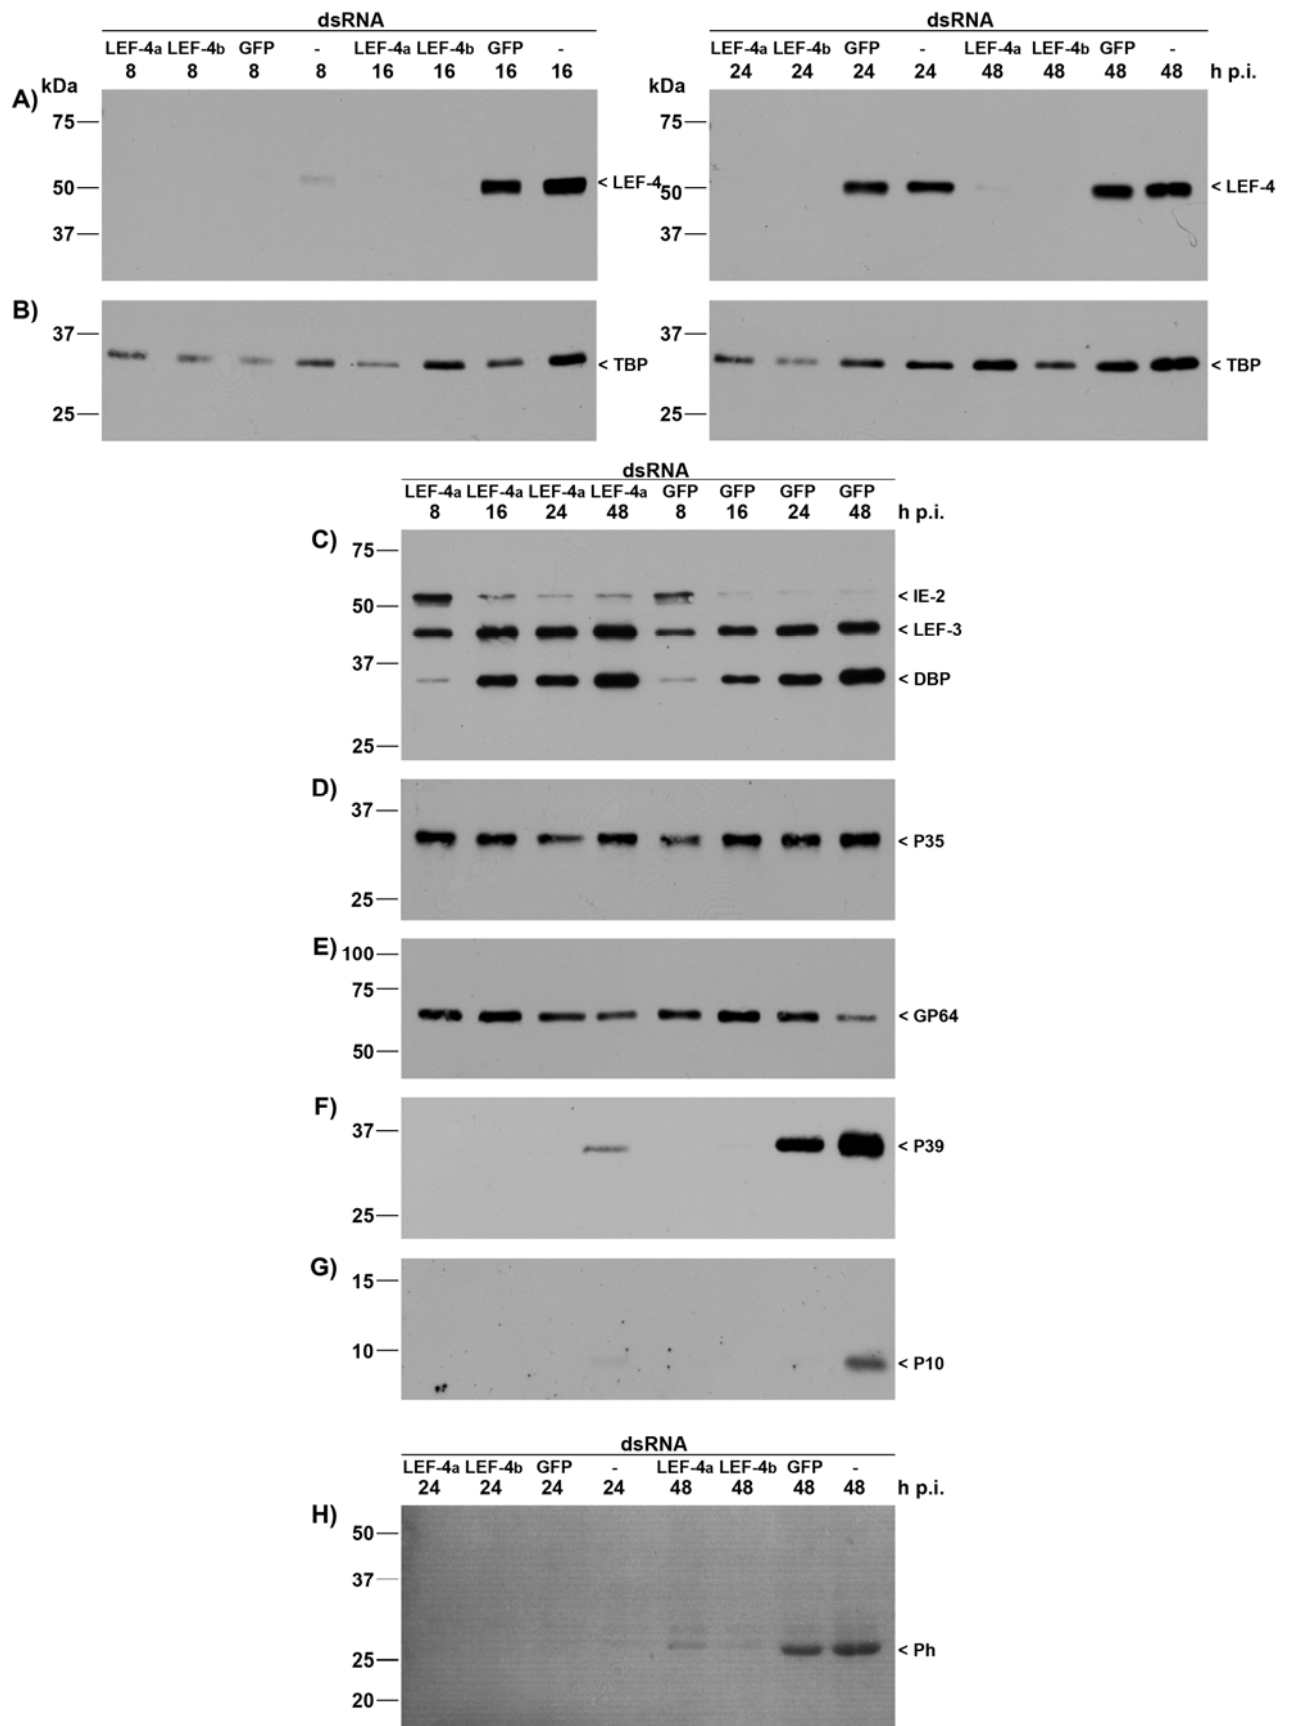 dsRNA dsRNA
LEF-4a LEF-4b GFP - LEF-4a LEF-4b GFP - LEF-4a LEF-4b GFP - LEF-4a LEF-4b GFP -
8 8 8 8 16 16 16 16 24 24 24 24 48 48 48 48 h p.i.
A) kDa kDa
75 75
50 < LEF-4 50 < LEF-4
37 37
B)
37 37
< TBP < TBP
25 25
dsRNA
LEF-4a LEF-4a LEF-4a LEF-4a GFP GFP GFP GFP
8 16 24 48 8 16 24 48 h p.i.
C)
75
< IE-2
50
< LEF-3
37
< DBP
25
D)
37
< P35
25
E) 100
75
< GP64
50
F)
37
< P39
25
G)
15
10
< P10
dsRNA
LEF-4a LEF-4b GFP - LEF-4a LEF-4b GFP -
24 24 24 24 48 48 48 48 h p.i.
H)
50
37
< Ph
25
20